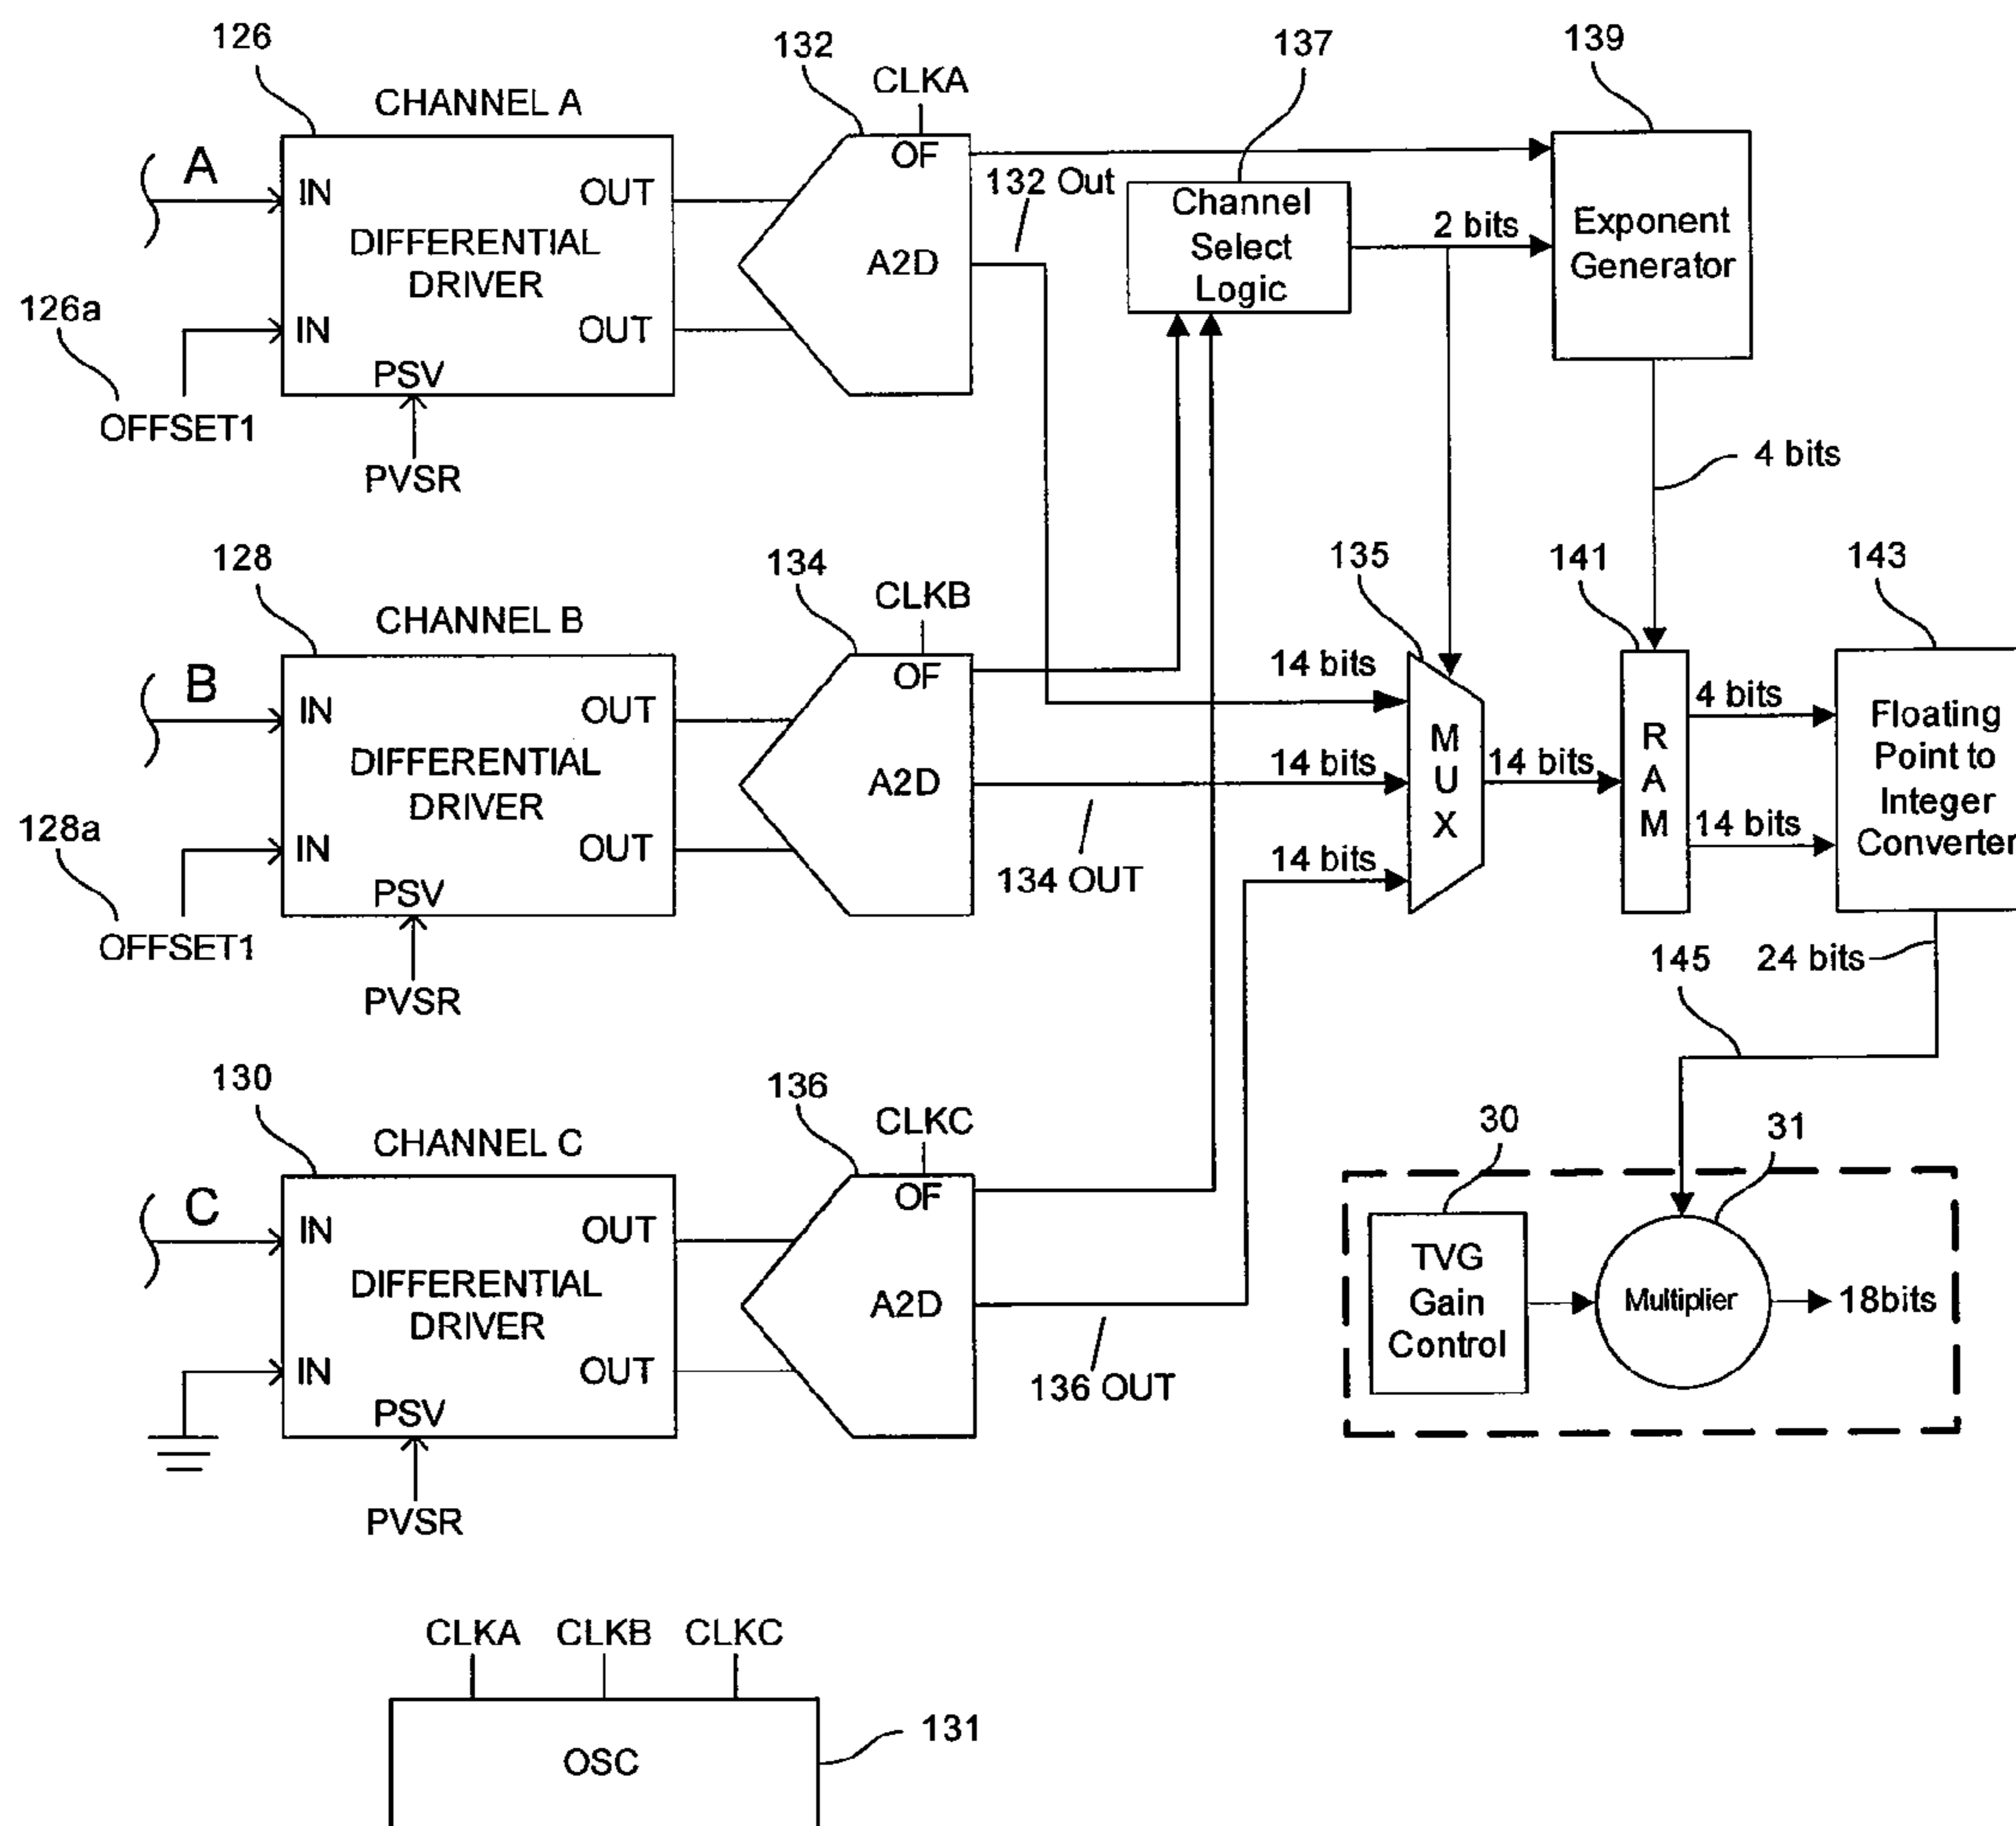 126
132
137
139
CHANNEL A
CLKA
A
IN
OUT
DIFFERENTIAL
DRIVER
IN
OUT
PSV
126a
OFFSET1
PVSR
OF
A2D
132 Out
Channel
Select
Logic
2 bits
Exponent
Generator
4 bits
128
134
135
141
143
CHANNEL B
CLKB
B
IN
OUT
DIFFERENTIAL
DRIVER
IN
OUT
PSV
128a
OFFSET1
PVSR
OF
A2D
134 OUT
14 bits
14 bits
14 bits
M
U
X
14 bits
R
A
M
4 bits
14 bits
Floating
Point to
Integer
Converter
145
24 bits
130
136
CHANNEL C
CLKC
C
IN
OUT
DIFFERENTIAL
DRIVER
IN
OUT
PSV
PVSR
OF
A2D
136 OUT
30
31
TVG
Gain
Control
Multiplier
18bits
CLKA CLKB CLKC
OSC
131